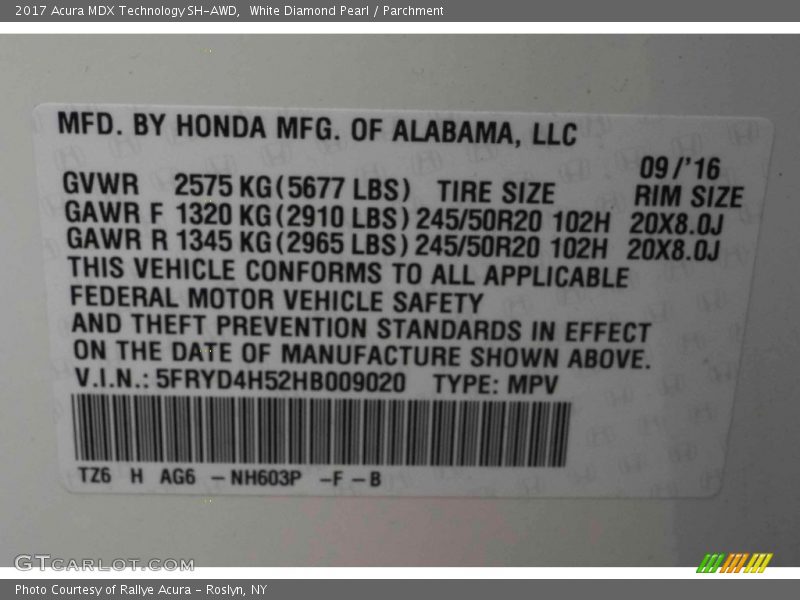 2017 Acura MDX Technology SH-AWD,  White Diamond Pearl / Parchment
MFD. BY HONDA MFG. OF ALABAMA, LLC
09/'16
GVWR 2575 KG (5677 LBS) TIRE SIZE RIM SIZE
GAWR F 1320 KG (2910 LBS) 245/50R20 102H 20X8.0J
GAWR R 1345 KG (2965 LBS) 245/50R20 102H 20X8.0J
THIS VEHICLE CONFORMS TO ALL APPLICABLE
FEDERAL MOTOR VEHICLE SAFETY
AND THEFT PREVENTION STANDARDS IN EFFECT
ON THE DATE OF MANUFACTURE SHOWN ABOVE.
V.I.N.: 5FRYD4H52HB009020 TYPE: MPV
TZ6 H AG6 - NH603P -F - B
GTCARLOT.COM
Photo Courtesy of Rallye Acura - Roslyn, NY